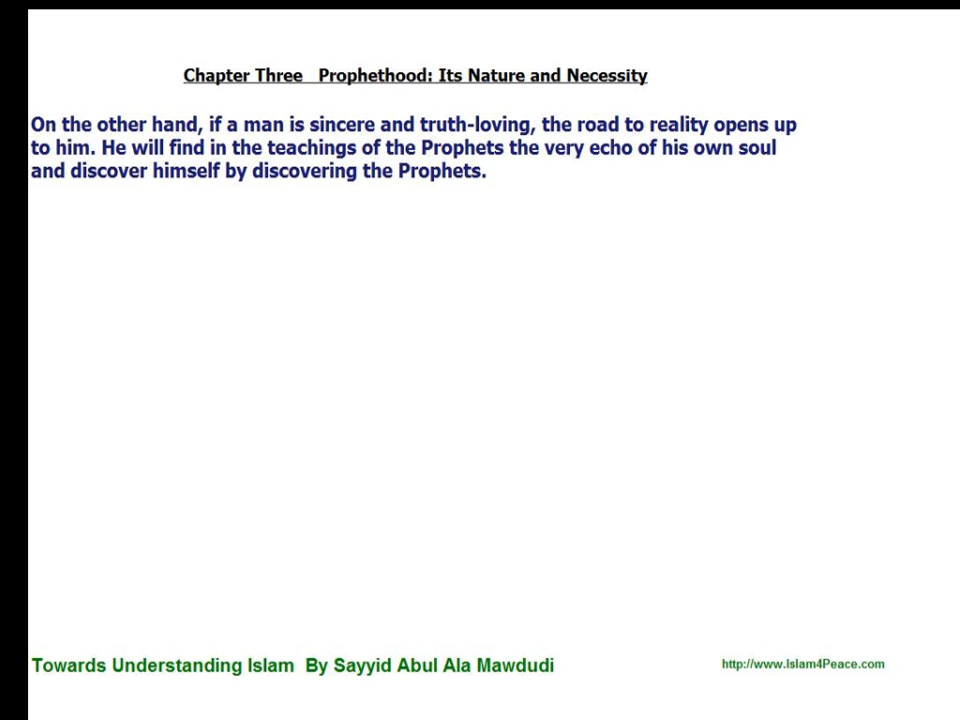 Chapter Three   Prophethood: Its Nature and Necessity
On the other hand, if a man is sincere and truth-loving, the road to reality opens up
to him. He will find in the teachings of the Prophets the very echo of his own soul
and discover himself by discovering the Prophets.
Towards Understanding Islam  By Sayyid Abul Ala Mawdudi
http://www.Islam4Peace.com